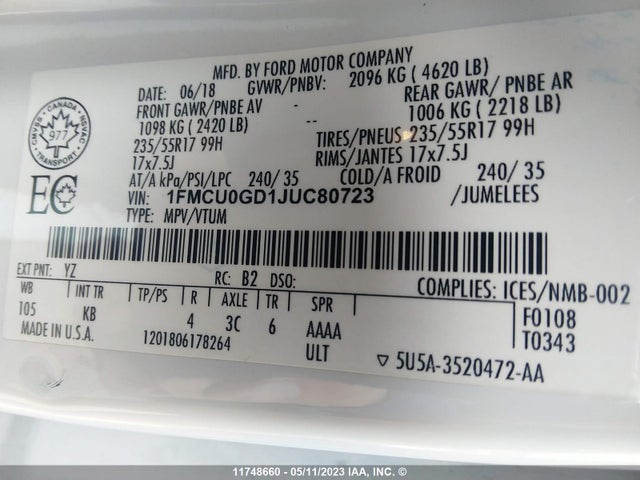 MFD. BY FORD MOTOR COMPANY
06/18 GVWR/PNBV: 2096 KG ( 4620 LB)
FRONT GAWR/PNBE AV -- REAR GAWR/ PNBE AR
1098 KG ( 2420 LB) 1006 KG ( 2218 LB)
235/55R17 99H -- TIRES/PNEUS 235/55R17 99H
17x7.5J RIMS/JANTES 17x7.5J
AT/A kPa/PSI/LPC 240/ 35 COLD/A FROID 240/ 35
VIN: 1FMCU0GD1JUC80723 /JUMELEES
TYPE: MPV/VTUM
CANADA
CMVSS NSVAC
977
TRANSPORT
EC
EXT PNT: YZ RC: B2 DSO: COMPLIES: ICES/NMB-002
WB INT TR TP/PS R AXLE TR SPR F0108
105 KB 4 3C 6 AAAA T0343
MADE IN U.S.A. 1201806178264 ULT ▽ 5U5A-3520472-AA
11748660 - 05/11/2023 IAA, INC. ©